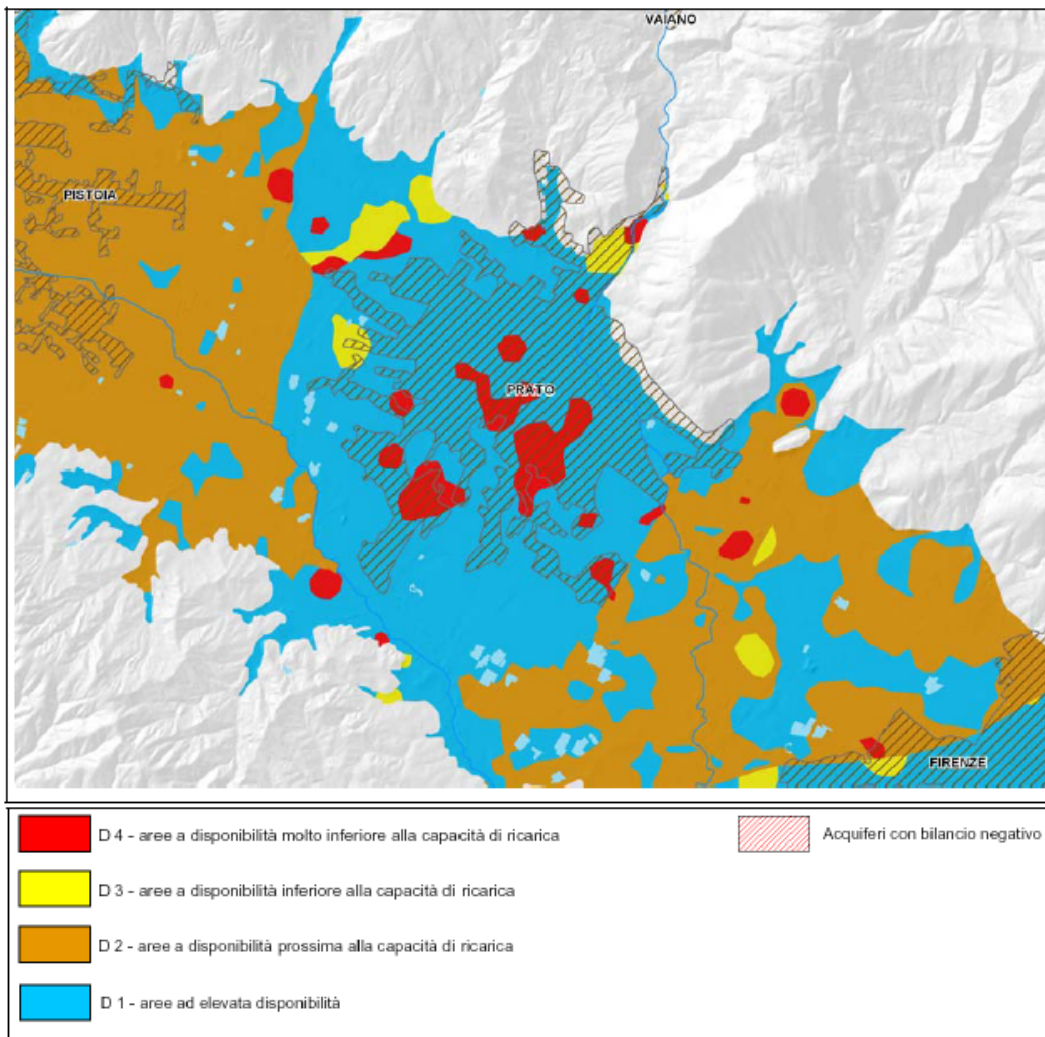 VAIANO
PISTOIA
PRATO
FIRENZE
D 4 - aree a disponibilità molto inferiore alla capacità di ricarica
Acquiferi con bilancio negativo
D 3 - aree a disponibilità inferiore alla capacità di ricarica
D 2 - aree a disponibilità prossima alla capacità di ricarica
D 1 - aree ad elevata disponibilità